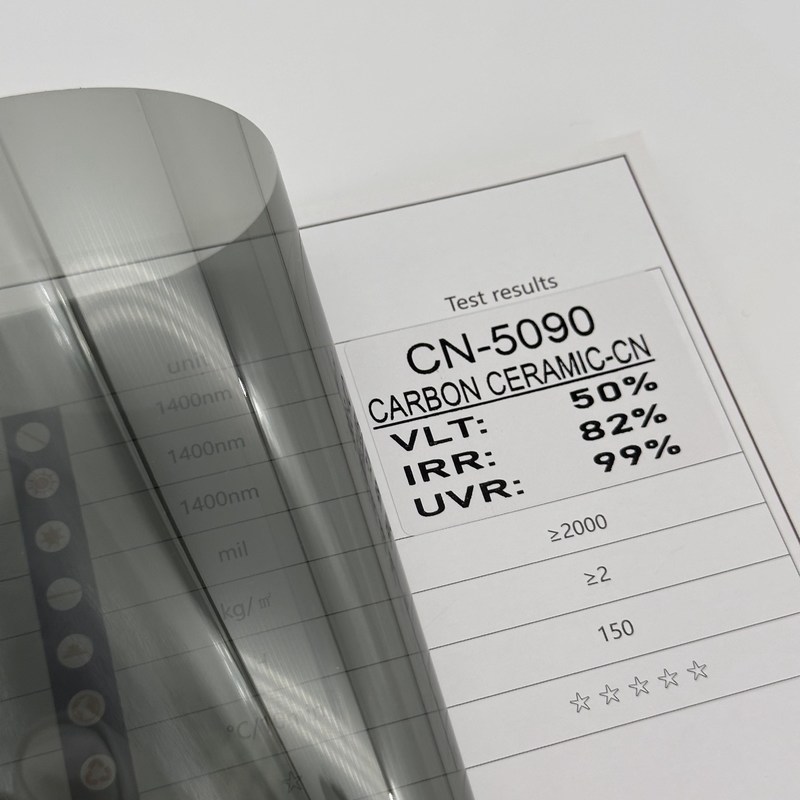 Test results
CN-5090
CARBON CERAMIC-CN
VLT: 50%
IRR: 82%
UVR: 99%
unit
1400nm
1400nm
1400nm
mil ≥2000
kg/㎡ ≥2
150
☆☆☆☆☆